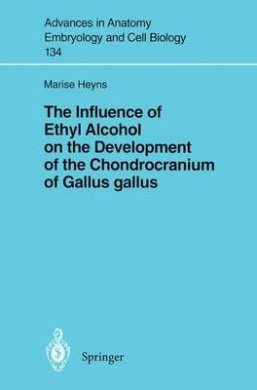 Advances in Anatomy
Embryology and Cell Biology
134
Marise Heyns
The Influence of
Ethyl Alcohol
on the Development
of the Chondrocranium
of Gallus gallus
Springer